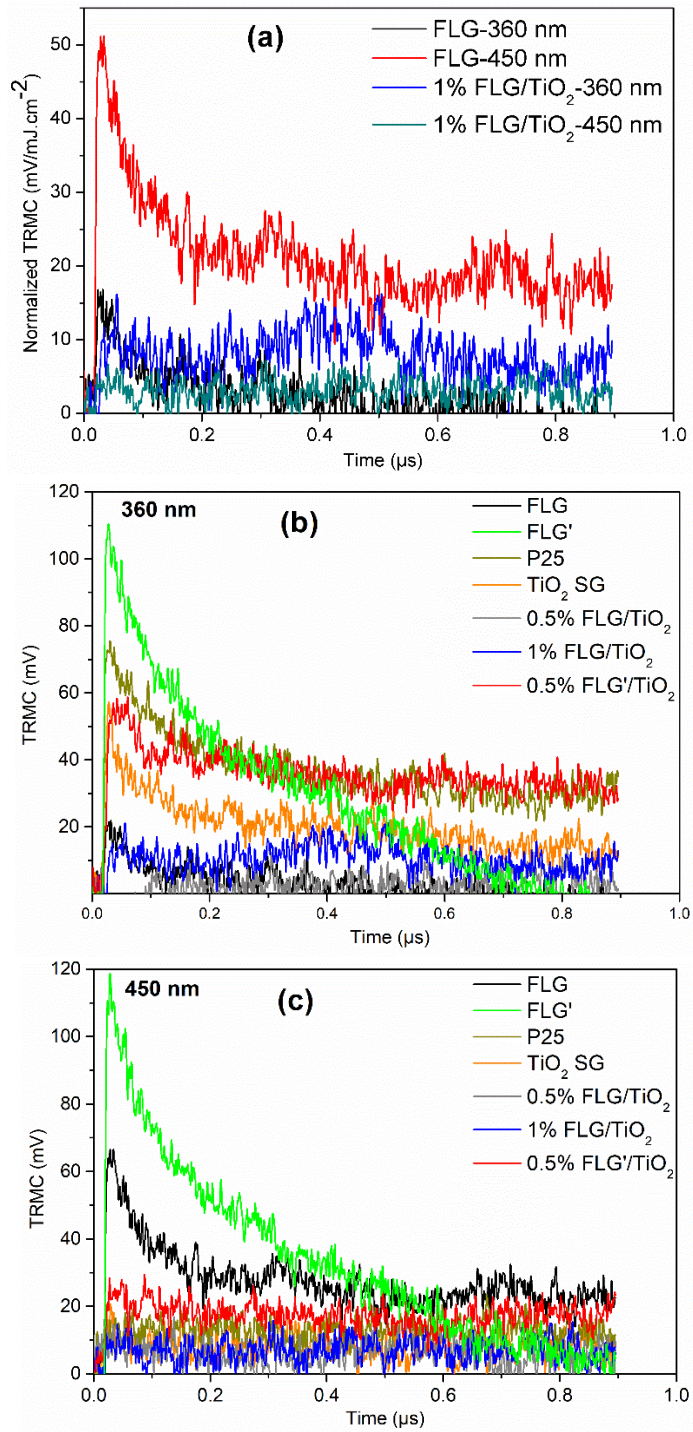 (a)
FLG-360 nm
FLG-450 nm
1% FLG/TiO₂-360 nm
1% FLG/TiO₂-450 nm
Normalized TRMC (mV/mJ.cm⁻²)
50
40
30
20
10
0
0.0 0.2 0.4 0.6 0.8 1.0
Time (µs)
360 nm
(b)
FLG
FLG'
P25
TiO₂ SG
0.5% FLG/TiO₂
1% FLG/TiO₂
0.5% FLG'/TiO₂
TRMC (mV)
120
100
80
60
40
20
0.0 0.2 0.4 0.6 0.8 1.0
Time (µs)
450 nm
(c)
FLG
FLG'
P25
TiO₂ SG
0.5% FLG/TiO₂
1% FLG/TiO₂
0.5% FLG'/TiO₂
TRMC (mV)
120
100
80
60
40
20
0
0.0 0.2 0.4 0.6 0.8 1.0
Time (µs)